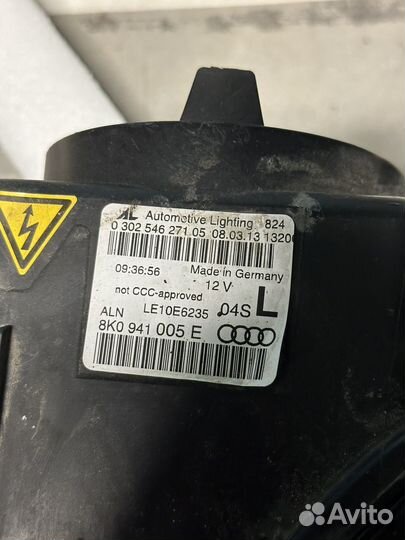 AL Automotive Lighting 824
0 302 546 271 05 08.03.13 1320
09:36:56 Made in Germany
12 V
not CCC-approved
ALN LE10E6235 04S L
8K0 941 005 E
Avito